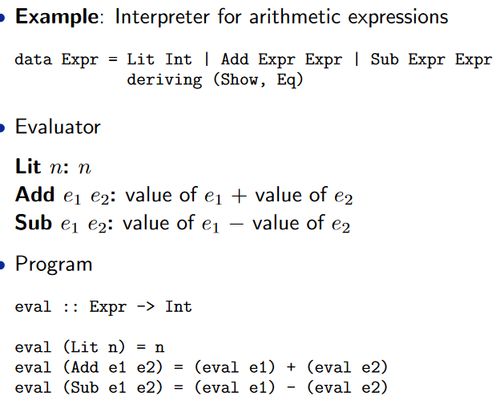 • Example: Interpreter for arithmetic expressions
data Expr = Lit Int | Add Expr Expr | Sub Expr Expr
deriving (Show, Eq)
• Evaluator
Lit n: n
Add e₁ e₂: value of e₁ + value of e₂
Sub e₁ e₂: value of e₁ − value of e₂
• Program
eval :: Expr -> Int
eval (Lit n) = n
eval (Add e1 e2) = (eval e1) + (eval e2)
eval (Sub e1 e2) = (eval e1) - (eval e2)